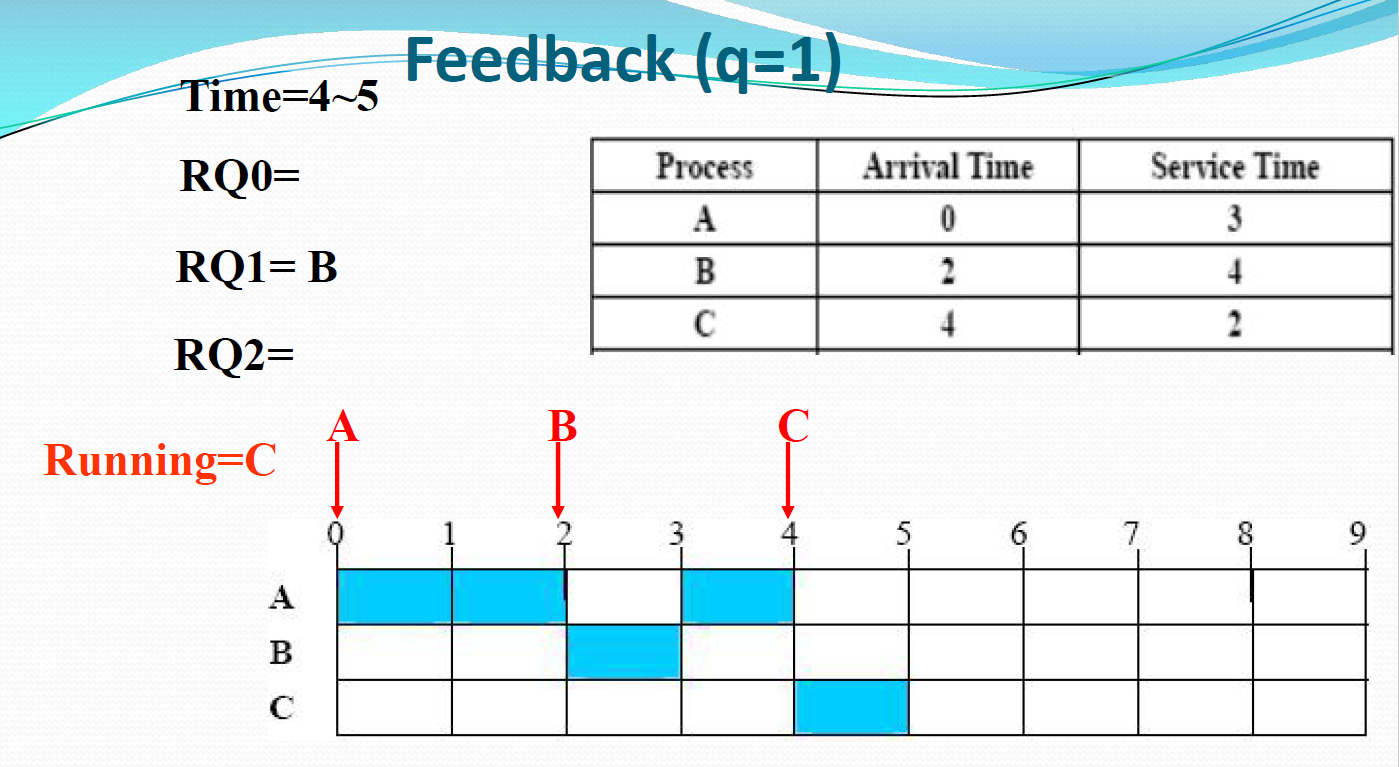 Feedback (q=1)
Time=4~5
RQ0=
RQ1= B
RQ2=
Process Arrival Time Service Time
A 0 3
B 2 4
C 4 2
A B C
Running=C
0 1 2 3 4 5 6 7 8 9
A
B
C